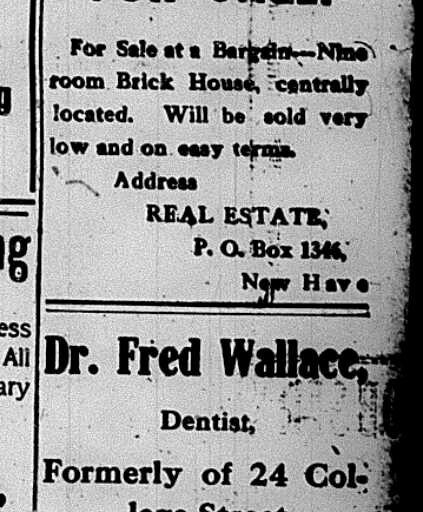 For Sale at a Bargain—Nine
room Brick House, centrally
located. Will be sold very
low and on easy terms.
Address
REAL ESTATE,
P. O. Box 1346,
New Have
Dr. Fred Wallace,
Dentist,
Formerly of 24 Col-
lege Street
g
ng
ess
All
ary